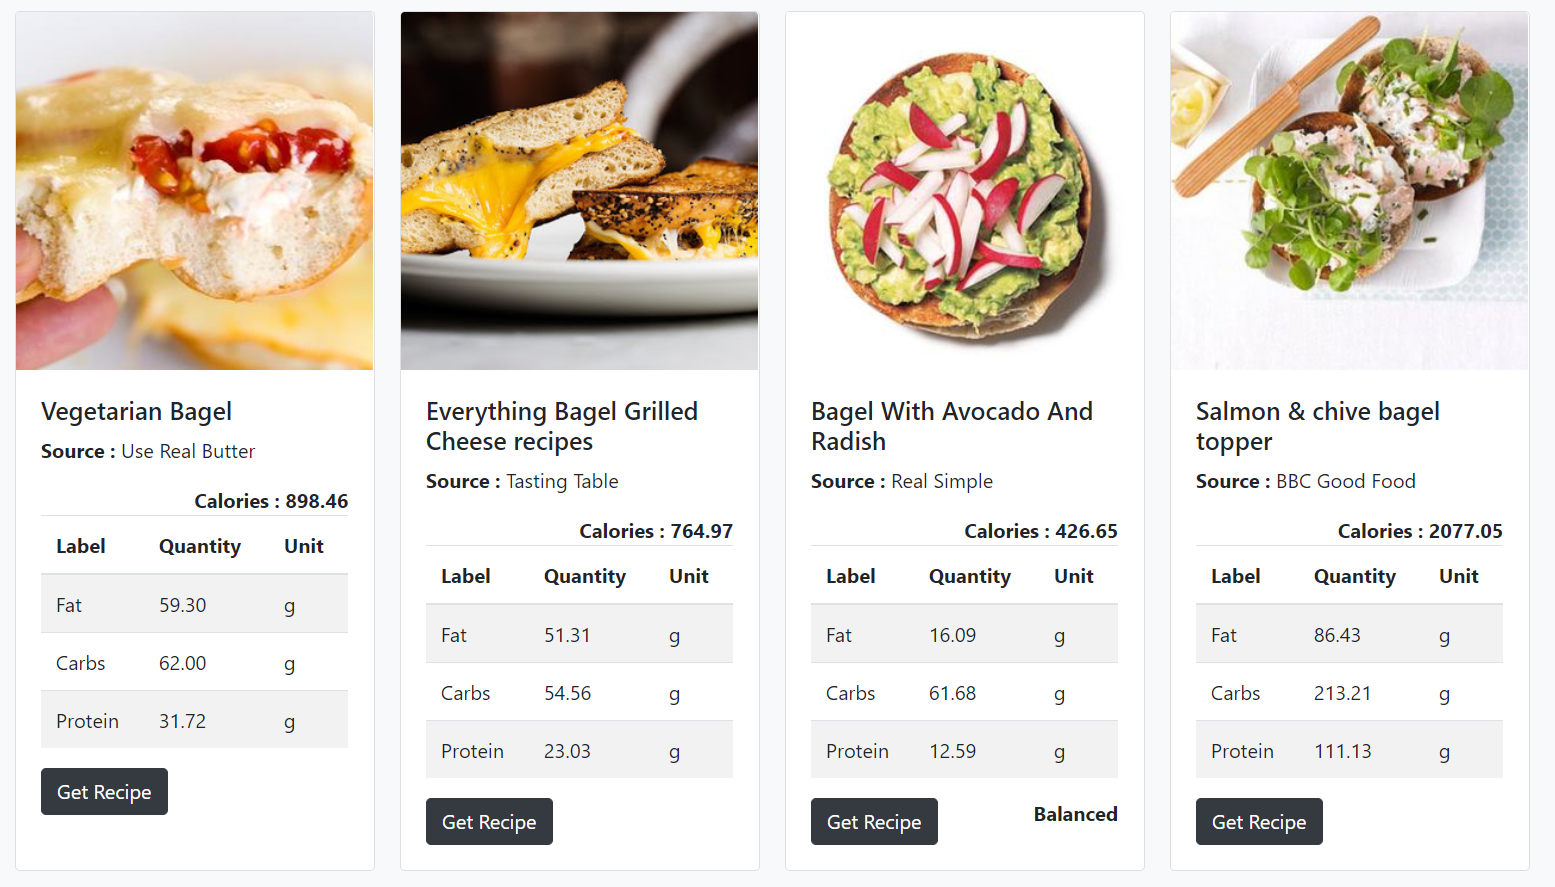 Vegetarian Bagel
Source : Use Real Butter
Calories : 898.46
Label Quantity Unit
Fat 59.30 g
Carbs 62.00 g
Protein 31.72 g
Get Recipe
Everything Bagel Grilled
Cheese recipes
Source : Tasting Table
Calories : 764.97
Label Quantity Unit
Fat 51.31 g
Carbs 54.56 g
Protein 23.03 g
Get Recipe
Bagel With Avocado And
Radish
Source : Real Simple
Calories : 426.65
Label Quantity Unit
Fat 16.09 g
Carbs 61.68 g
Protein 12.59 g
Get Recipe Balanced
Salmon & chive bagel
topper
Source : BBC Good Food
Calories : 2077.05
Label Quantity Unit
Fat 86.43 g
Carbs 213.21 g
Protein 111.13 g
Get Recipe